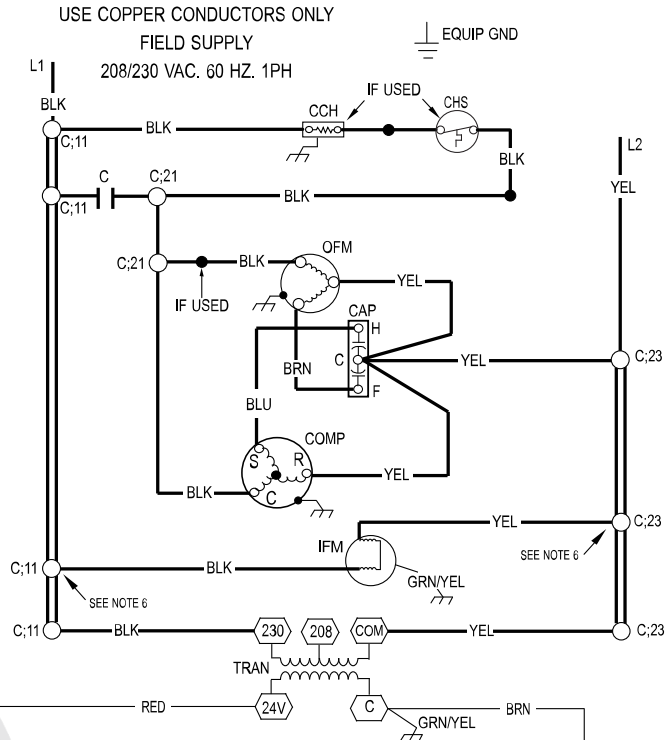 USE COPPER CONDUCTORS ONLY
FIELD SUPPLY
208/230 VAC. 60 HZ. 1PH
EQUIP GND
L1
BLK
IF USED
CCH
CHS
C;11
BLK
BLK
L2
YEL
C;11
C
C;21
BLK
C;21
BLK
IF USED
OFM
YEL
CAP
H
C
F
BRN
YEL
C;23
BLU
COMP
S
R
C
YEL
BLK
YEL
C;23
IFM
SEE NOTE 6
C;11
BLK
GRN/YEL
SEE NOTE 6
C;11
BLK
230
208
COM
YEL
C;23
TRAN
RED
24V
C
GRN/YEL
BRN